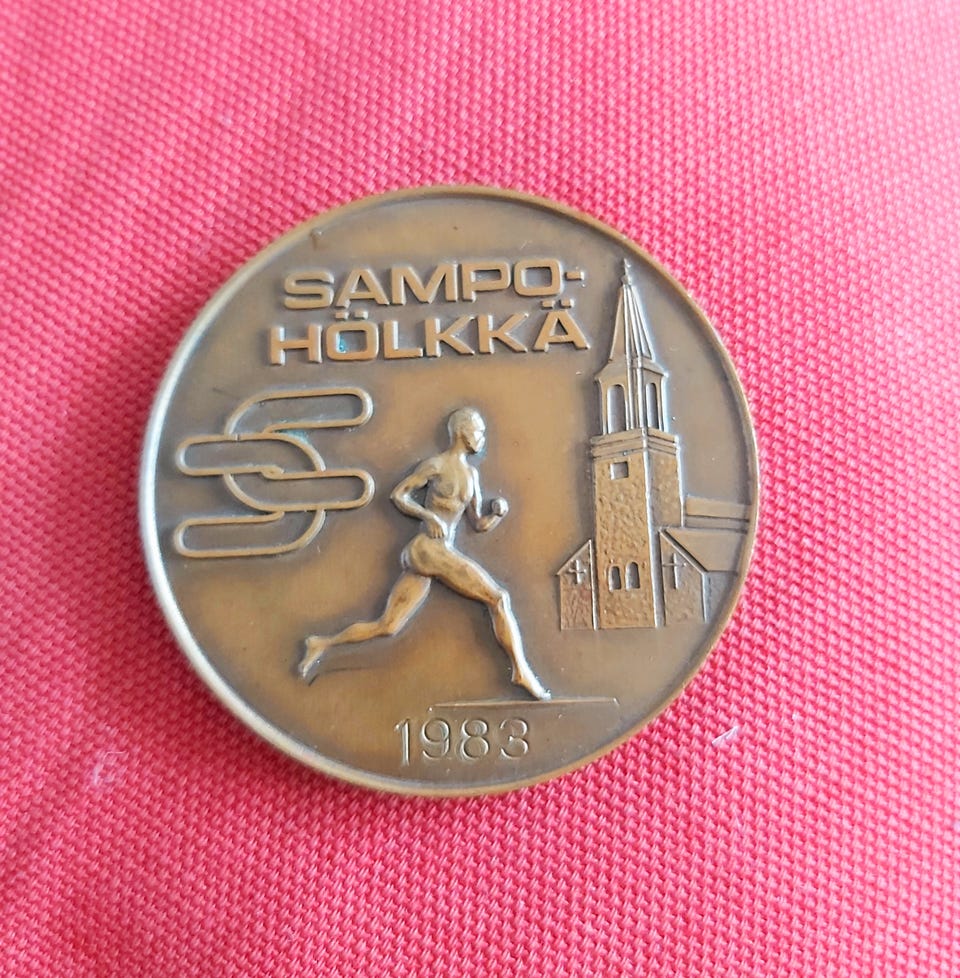 SAMPO-
HÖLKKÄ
1983